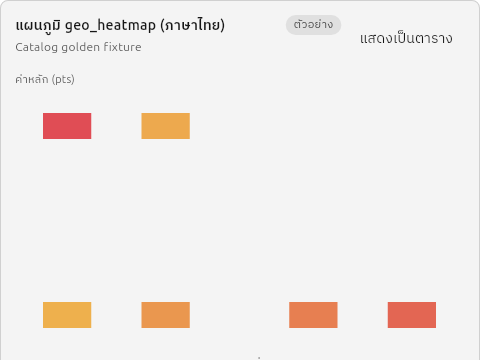 แผนภูมิ geo_heatmap (ภาษาไทย)
ตัวอย่าง
แสดงเป็นตาราง
Catalog golden fixture
ค่าหลัก (pts)